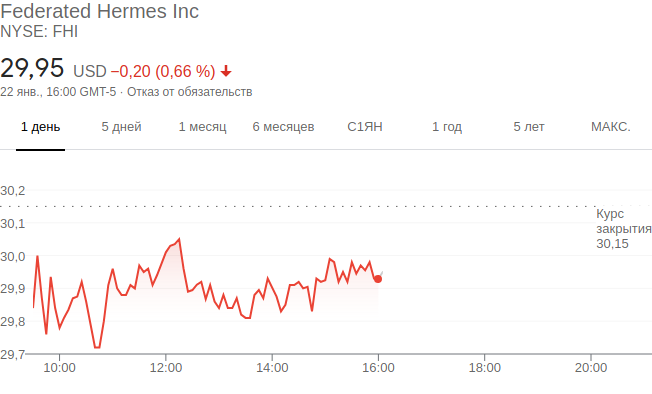 Federated Hermes Inc
NYSE: FHI
29,95 USD −0,20 (0,66 %)
22 янв., 16:00 GMT-5 · Отказ от обязательств
1 день 5 дней 1 месяц 6 месяцев С1ЯН 1 год 5 лет МАКС.
30,2
Курс
закрытия
30,15
30,1
30,0
29,9
29,8
29,7
10:00 12:00 14:00 16:00 18:00 20:00